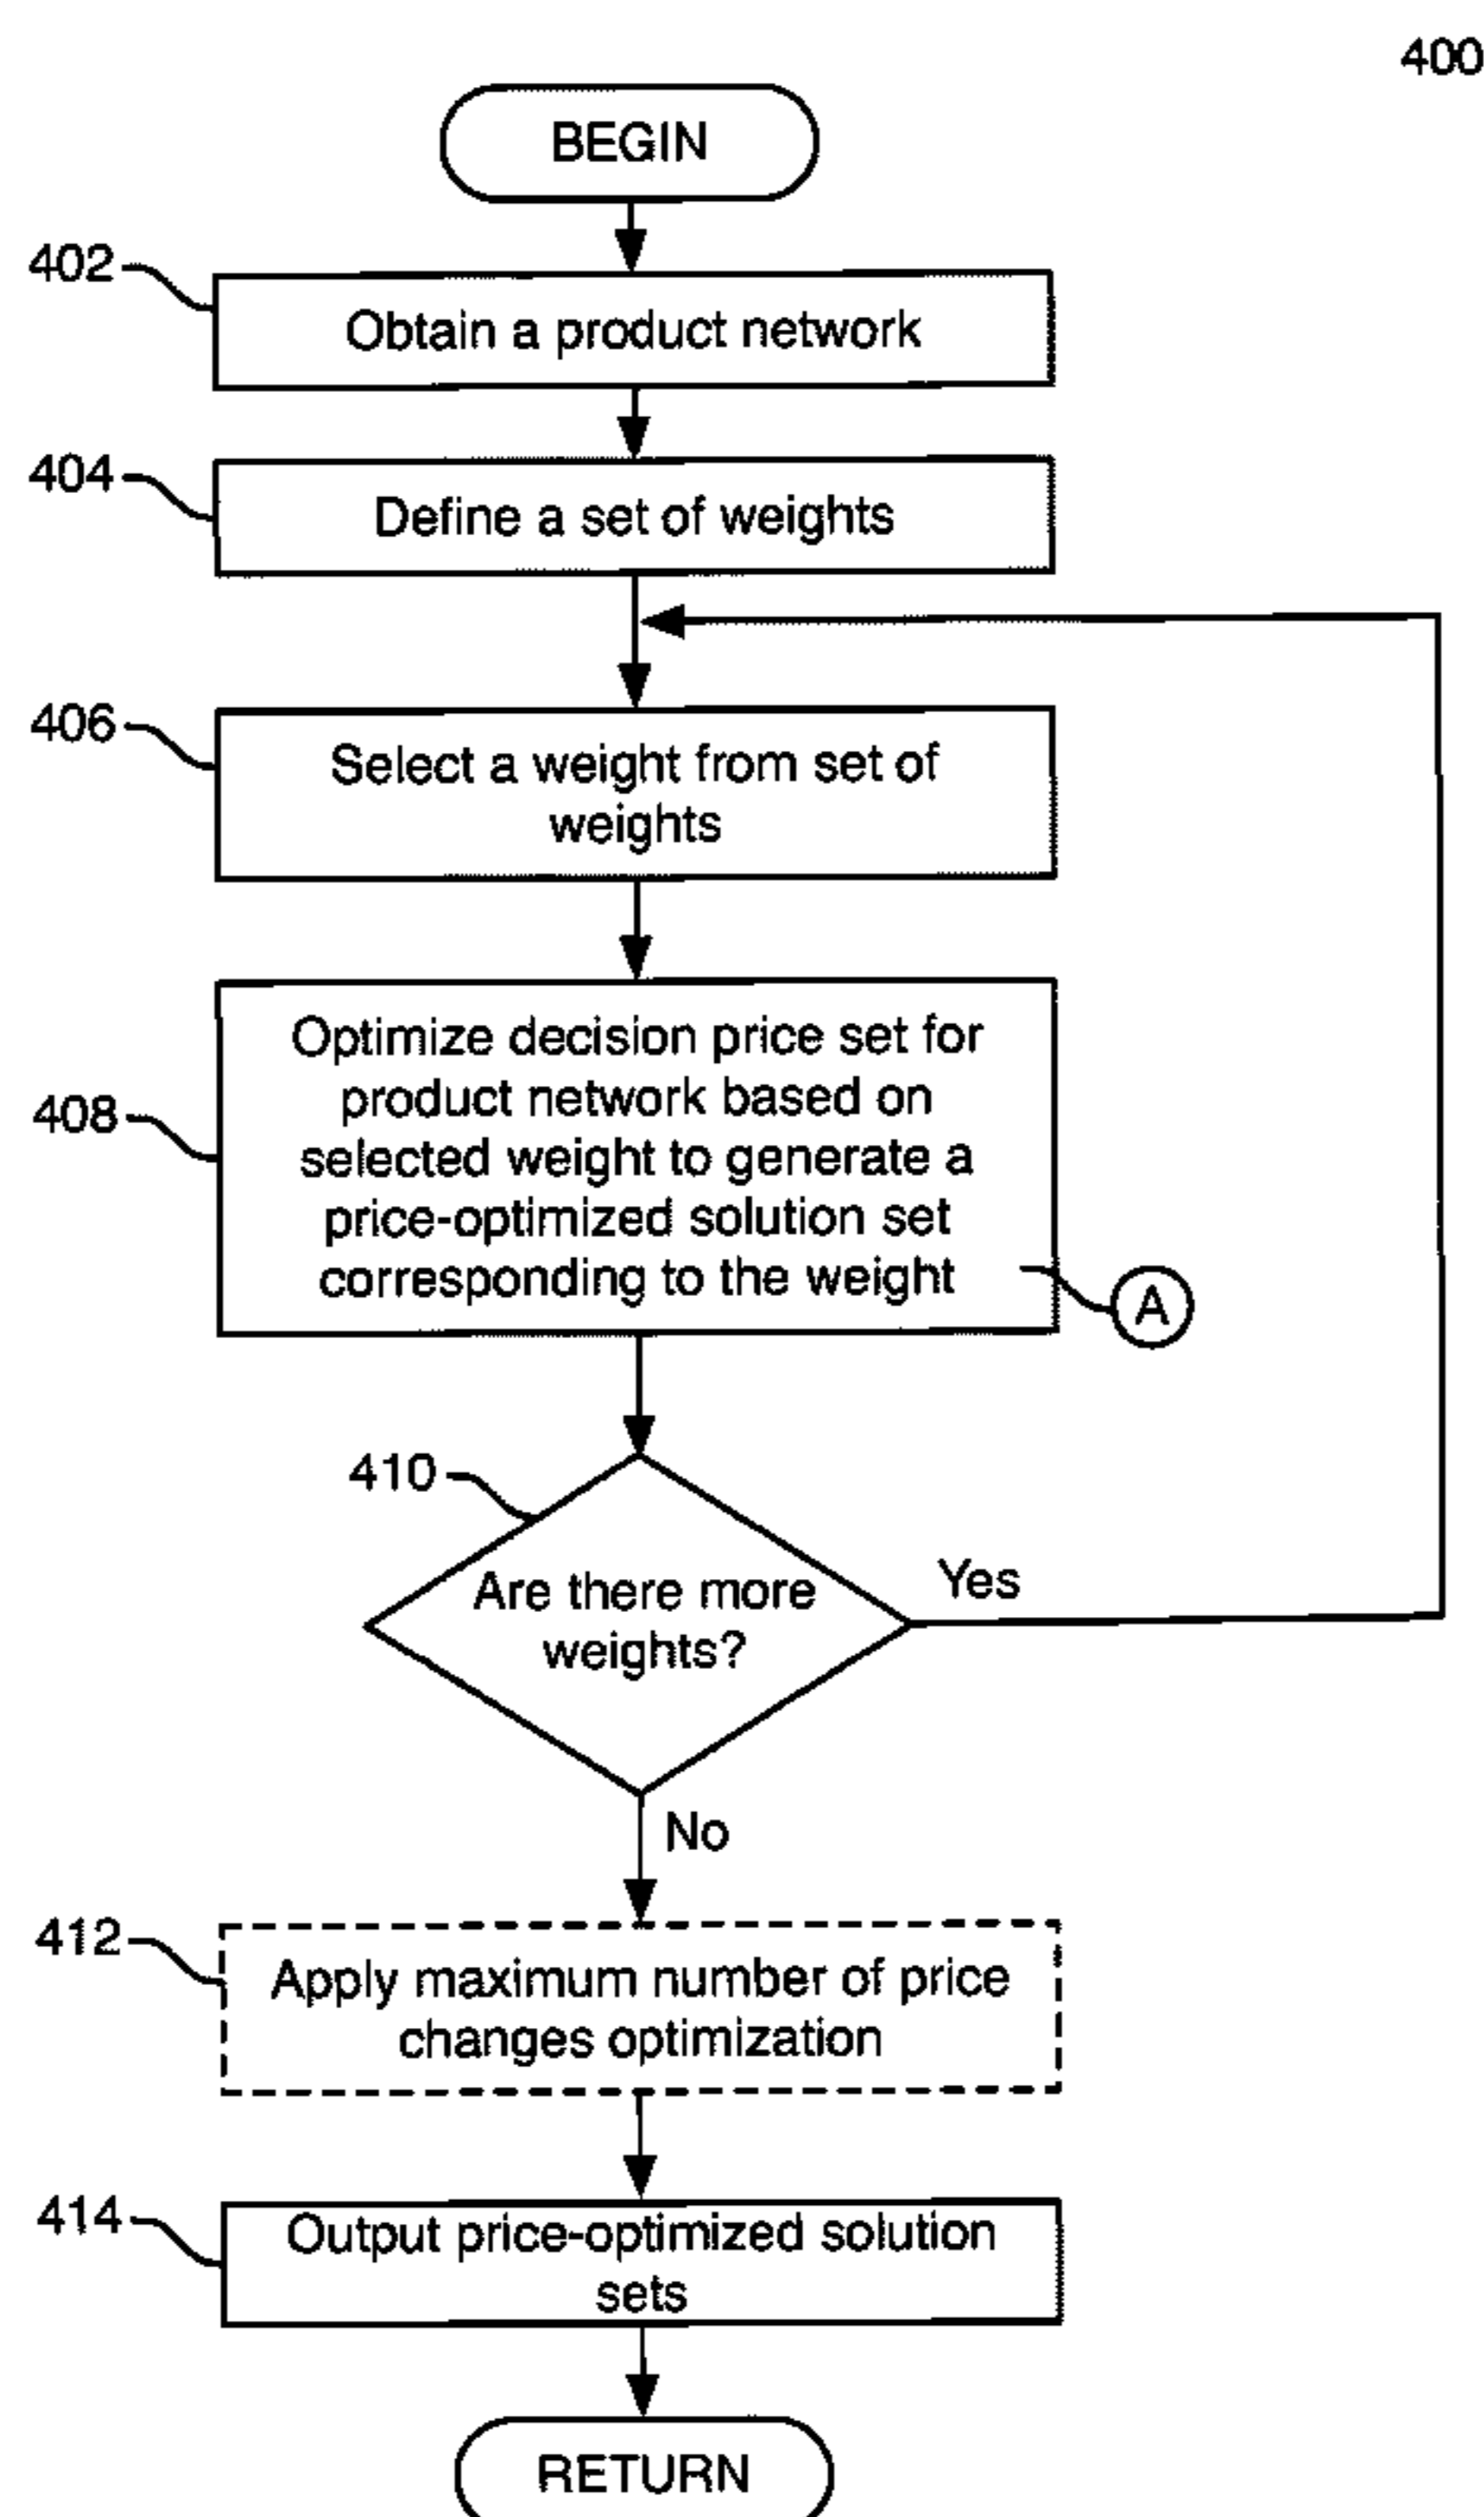 400
BEGIN
402
Obtain a product network
404
Define a set of weights
406
Select a weight from set of
weights
408
Optimize decision price set for
product network based on
selected weight to generate a
price-optimized solution set
corresponding to the weight
A
410
Are there more
weights?
Yes
No
412
Apply maximum number of price
changes optimization
414
Output price-optimized solution
sets
RETURN